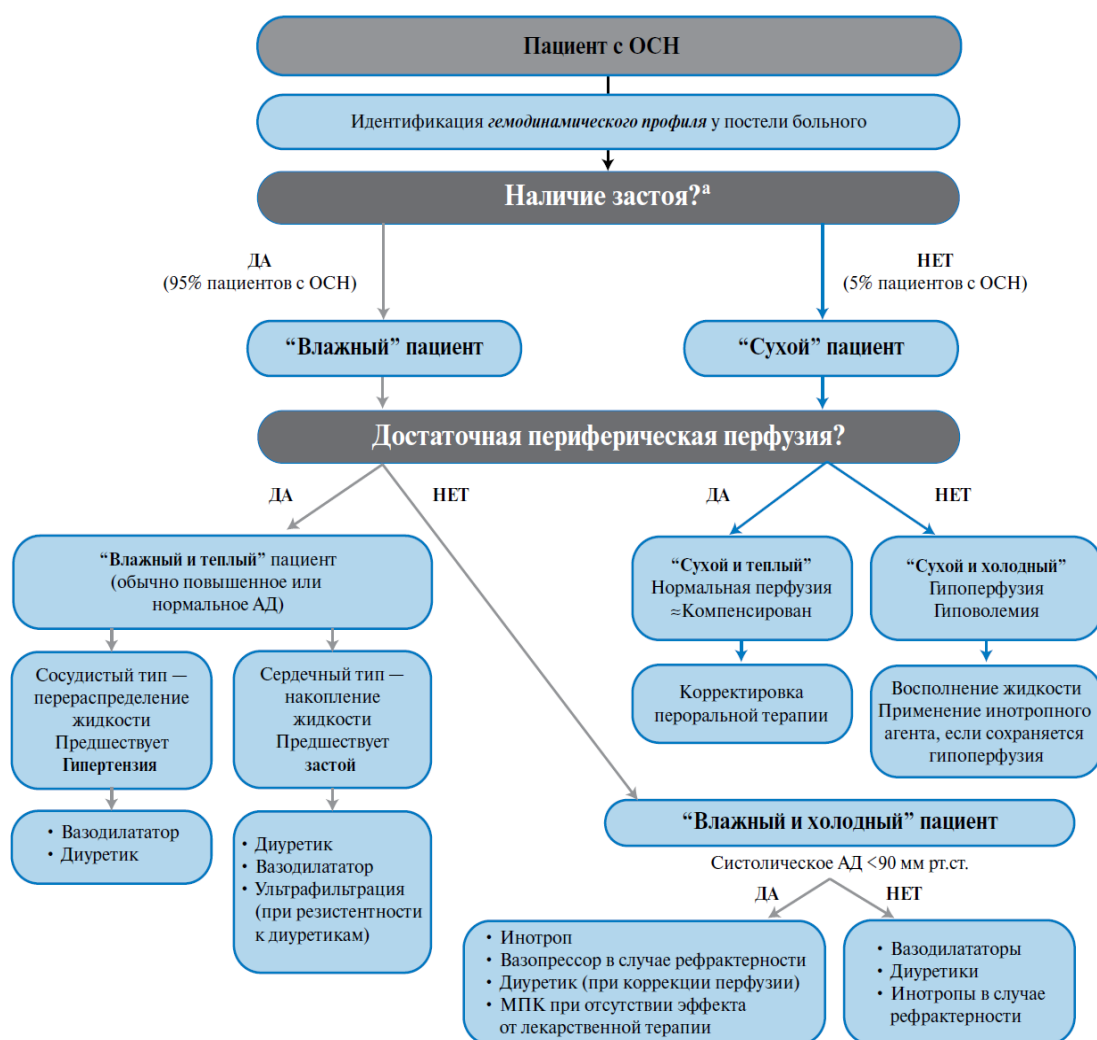 Пациент с ОСН
Идентификация гемодинамического профиля у постели больного
Наличие застоя?ª
ДА
(95% пациентов с ОСН)
НЕТ
(5% пациентов с ОСН)
“Влажный” пациент
“Сухой” пациент
Достаточная периферическая перфузия?
ДА
НЕТ
ДА
НЕТ
“Влажный и теплый” пациент
(обычно повышенное или
нормальное АД)
“Сухой и теплый”
Нормальная перфузия
≈Компенсирован
“Сухой и холодный”
Гипоперфузия
Гиповолемия
Сосудистый тип —
перераспределение
жидкости
Предшествует
Гипертензия
Сердечный тип —
накопление
жидкости
Предшествует
застой
Корректировка
пероральной терапии
Восполнение жидкости
Применение инотропного
агента, если сохраняется
гипоперфузия
• Вазодилататор
• Диуретик
• Диуретик
• Вазодилататор
• Ультрафильтрация
(при резистентности
к диуретикам)
“Влажный и холодный” пациент
Систолическое АД <90 мм рт.ст.
ДА
НЕТ
• Инотроп
• Вазопрессор в случае рефрактерности
• Диуретик (при коррекции перфузии)
• МПК при отсутствии эффекта
от лекарственной терапии
• Вазодилататоры
• Диуретики
• Инотропы в случае
рефрактерности